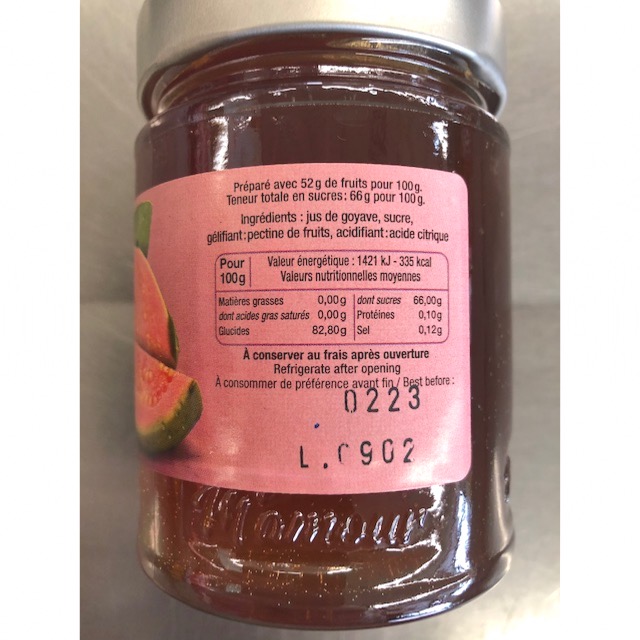 Préparé avec 52g de fruits pour 100g.
Teneur totale en sucres: 66g pour 100g.
Ingrédients : jus de goyave, sucre,
gélifiant: pectine de fruits, acidifiant: acide citrique
Pour 100g
Valeur énergétique : 1421 kJ - 335 kcal
Valeurs nutritionnelles moyennes
Matières grasses 0,00g
dont acides gras saturés 0,00g
Glucides 82,80g
dont sucres 66,00g
Protéines 0,10g
Sel 0,12g
À conserver au frais après ouverture
Refrigerate after opening
À consommer de préférence avant fin / Best before :
0223